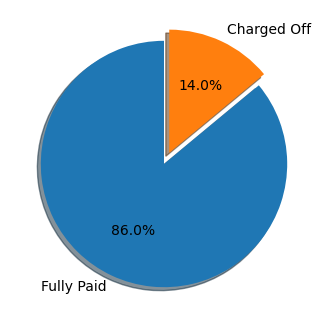 Charged Off
14.0%
86.0%
Fully Paid